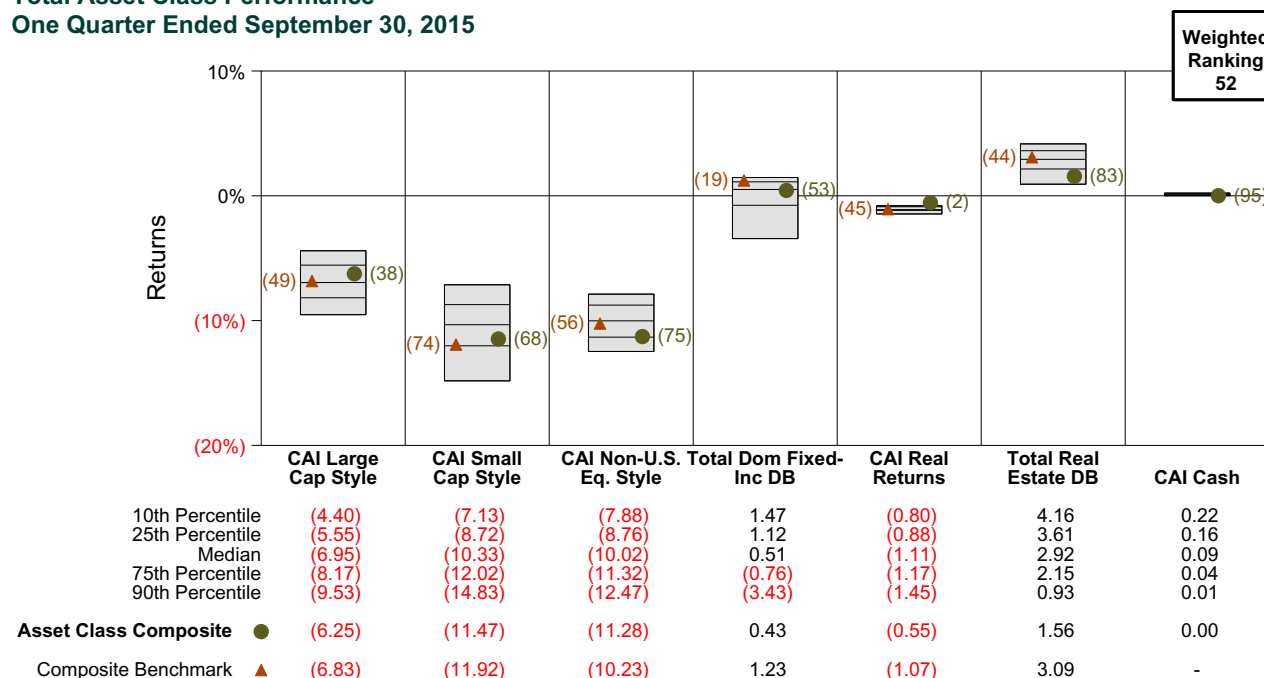 Total Asset Class Performance
One Quarter Ended September 30, 2015
Weighted
Ranking
52
10%
0%
(10%)
(20%)
Returns
(49)
(38)
(74)
(68)
(56)
(75)
(19)
(53)
(45)
(2)
(44)
(83)
(95)
CAI Large CAI Small CAI Non-U.S. Total Dom Fixed- CAI Real Total Real
Cap Style Cap Style Eq. Style Inc DB Returns Estate DB CAI Cash
10th Percentile (4.40) (7.13) (7.88) 1.47 (0.80) 4.16 0.22
25th Percentile (5.55) (8.72) (8.76) 1.12 (0.88) 3.61 0.16
Median (6.95) (10.33) (10.02) 0.51 (1.11) 2.92 0.09
75th Percentile (8.17) (12.02) (11.32) (0.76) (1.17) 2.15 0.04
90th Percentile (9.53) (14.83) (12.47) (3.43) (1.45) 0.93 0.01
Asset Class Composite (6.25) (11.47) (11.28) 0.43 (0.55) 1.56 0.00
Composite Benchmark (6.83) (11.92) (10.23) 1.23 (1.07) 3.09 -